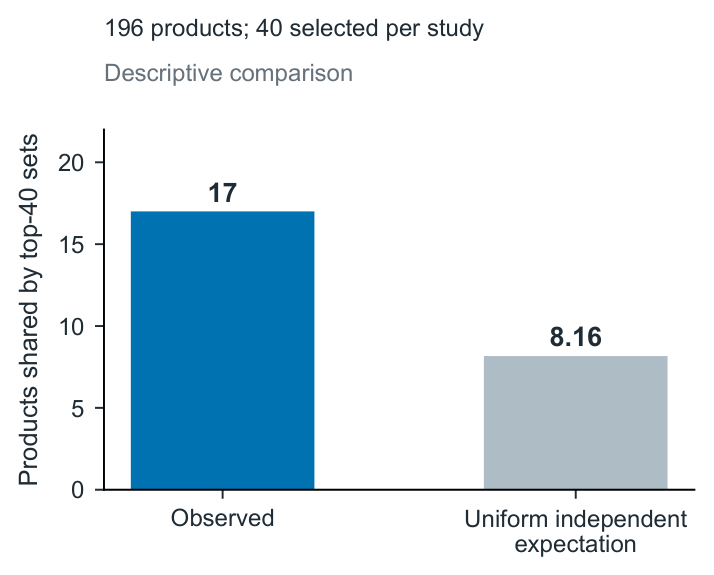 196 products; 40 selected per study
Descriptive comparison
Products shared by top-40 sets
20
15
10
5
0
17
8.16
Observed
Uniform independent
expectation